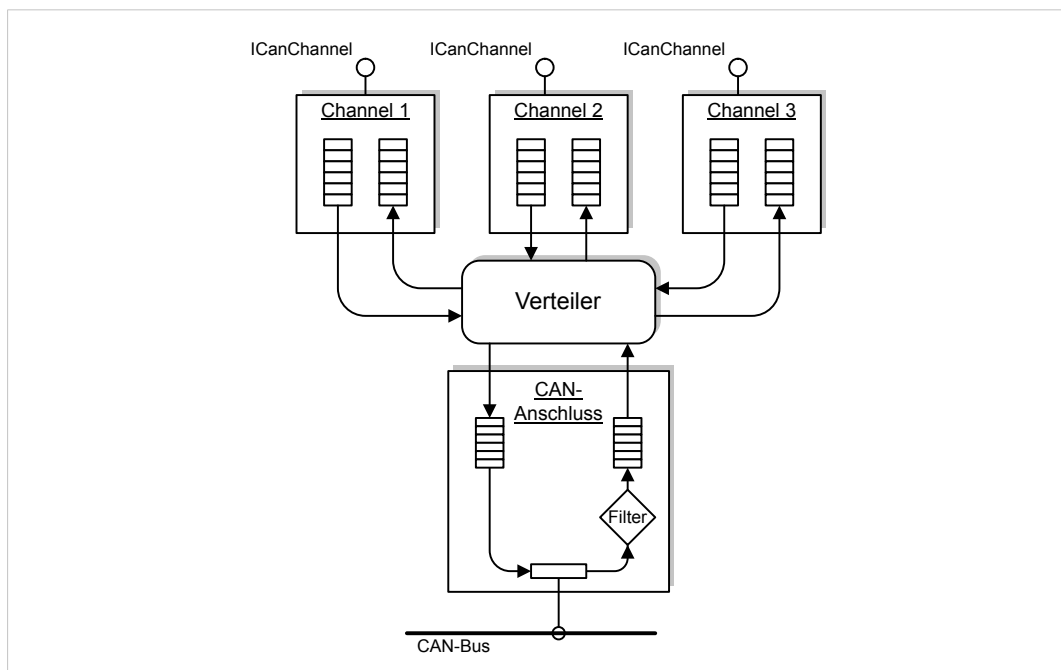 ICanChannel
ICanChannel
ICanChannel
Channel 1
Channel 2
Channel 3
Verteiler
CAN-
Anschluss
Filter
CAN-Bus